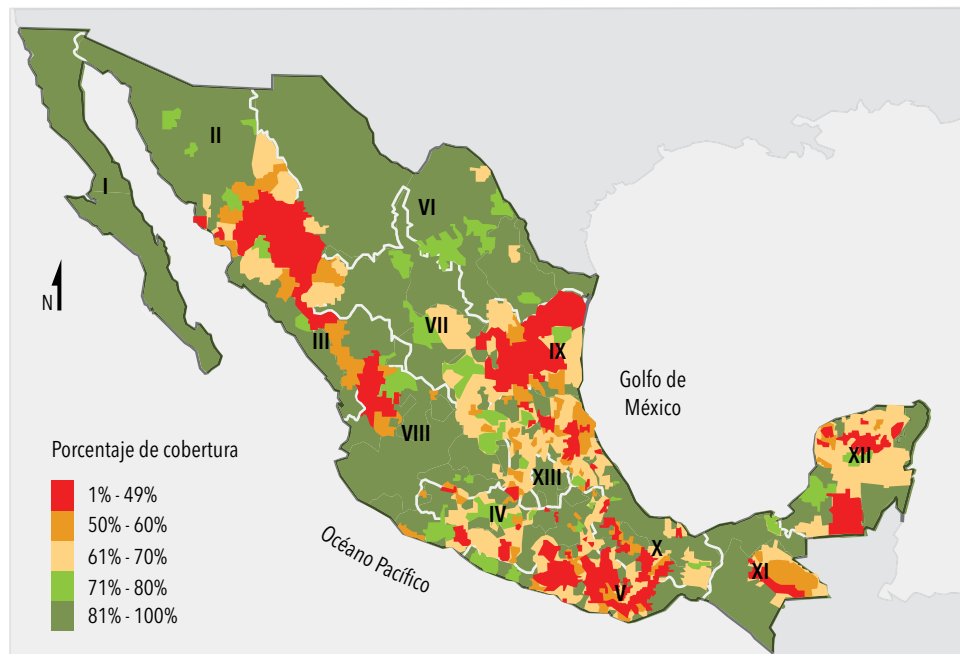 II
I
VI
N
VII
III
IX
Golfo de
México
VIII
XII
Porcentaje de cobertura
XIII
1% - 49%
IV
50% - 60%
Océano Pacífico
X
61% - 70%
XI
71% - 80%
V
81% - 100%